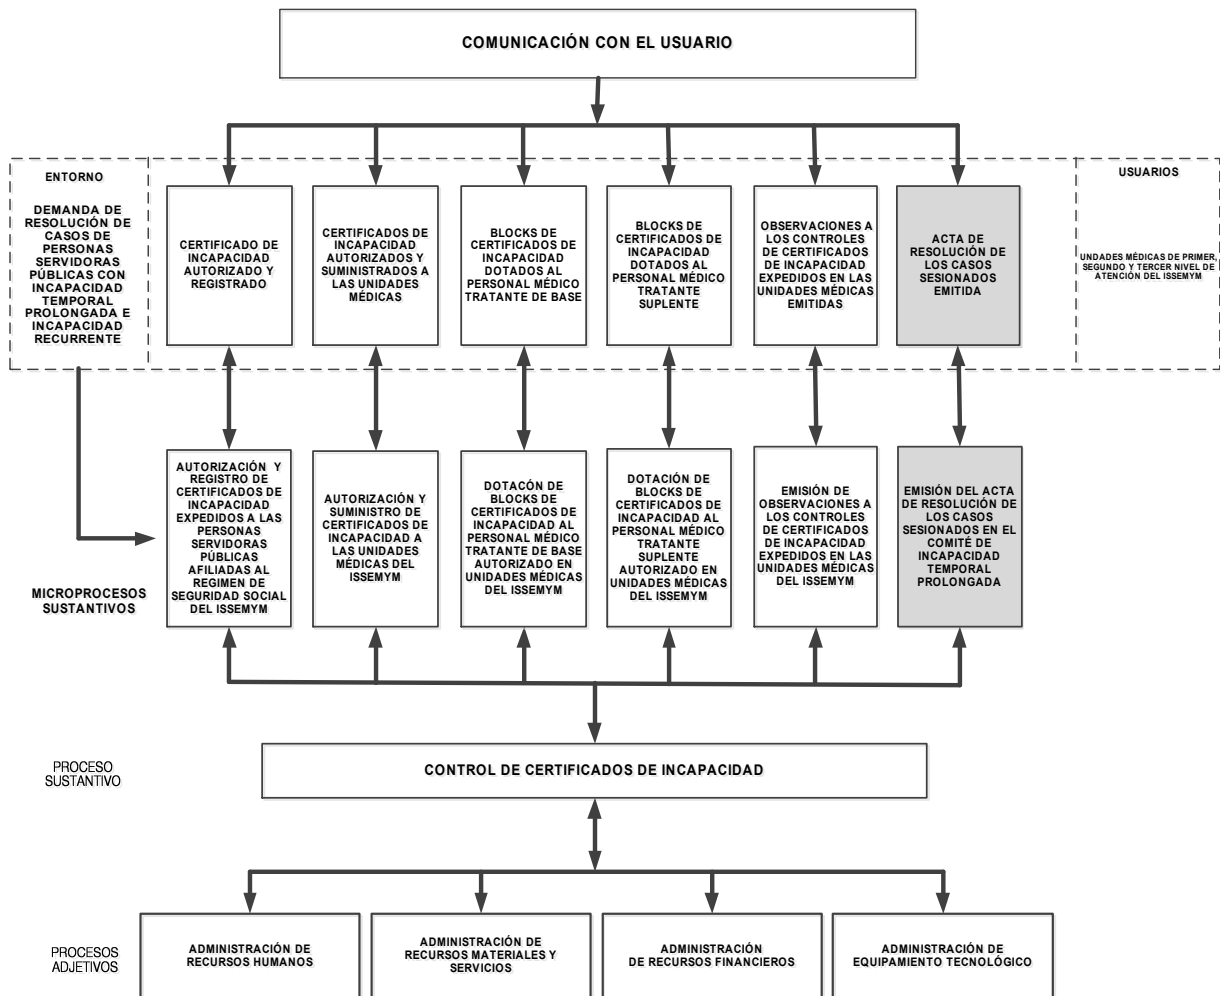 COMUNICACIÓN CON EL USUARIO
ENTORNO
DEMANDA DE
RESOLUCIÓN DE
CASOS DE
PERSONAS
SERVIDORAS
PÚBLICAS CON
INCAPACIDAD
TEMPORAL
PROLONGADA E
INCAPACIDAD
RECURRENTE
CERTIFICADO DE
INCAPACIDAD
AUTORIZADO Y
REGISTRADO
CERTIFICADOS DE
INCAPACIDAD
AUTORIZADOS Y
SUMINISTRADOS A
LAS UNIDADES
MÉDICAS
BLOCKS DE
CERTIFICADOS DE
INCAPACIDAD
DOTADOS AL
PERSONAL MÉDICO
TRATANTE DE BASE
BLOCKS DE
CERTIFICADOS DE
INCAPACIDAD
DOTADOS AL
PERSONAL MÉDICO
TRATANTE
SUPLENTE
OBSERVACIONES A
LOS CONTROLES
DE CERTIFICADOS
DE INCAPACIDAD
EXPEDIDOS EN LAS
UNIDADES MÉDICAS
EMITIDAS
ACTA DE
RESOLUCIÓN DE
LOS CASOS
SESIONADOS
EMITIDA
USUARIOS
UNDADES MÉDICAS DE PRIMER,
SEGUNDO Y TERCER NIVEL DE
ATENCIÓN DEL ISSEMYM
MICROPROCESOS
SUSTANTIVOS
AUTORIZACIÓN Y
REGISTRO DE
CERTIFICADOS DE
INCAPACIDAD
EXPEDIDOS A LAS
PERSONAS
SERVIDORAS
PÚBLICAS
AFILIADAS AL
REGIMEN DE
SEGURIDAD SOCIAL
DEL ISSEMYM
AUTORIZACIÓN Y
SUMINISTRO DE
CERTIFICADOS DE
INCAPACIDAD A
LAS UNIDADES
MÉDICAS DEL
ISSEMYM
DOTACÓN DE
BLOCKS DE
CERTIFICADOS DE
INCAPACIDAD AL
PERSONAL MÉDICO
TRATANTE DE BASE
AUTORIZADO EN
UNIDADES MÉDICAS
DEL ISSEMYM
DOTACIÓN DE
BLOCKS DE
CERTIFICADOS DE
INCAPACIDAD AL
PERSONAL MÉDICO
TRATANTE
SUPLENTE
AUTORIZADO EN
UNIDADES MÉDICAS
DEL ISSEMYM
EMISIÓN DE
OBSERVACIONES A
LOS CONTROLES
DE CERTIFICADOS
DE INCAPACIDAD
EXPEDIDOS EN LAS
UNIDADES MÉDICAS
DEL ISSEMYM
EMISIÓN DEL ACTA
DE RESOLUCIÓN DE
LOS CASOS
SESIONADOS EN EL
COMITÉ DE
INCAPACIDAD
TEMPORAL
PROLONGADA
PROCESO
SUSTANTIVO
CONTROL DE CERTIFICADOS DE INCAPACIDAD
PROCESOS
ADJETIVOS
ADMINISTRACIÓN DE
RECURSOS HUMANOS
ADMINISTRACIÓN DE
RECURSOS MATERIALES Y
SERVICIOS
ADMINISTRACIÓN
DE RECURSOS FINANCIEROS
ADMINISTRACIÓN DE
EQUIPAMIENTO TECNOLÓGICO